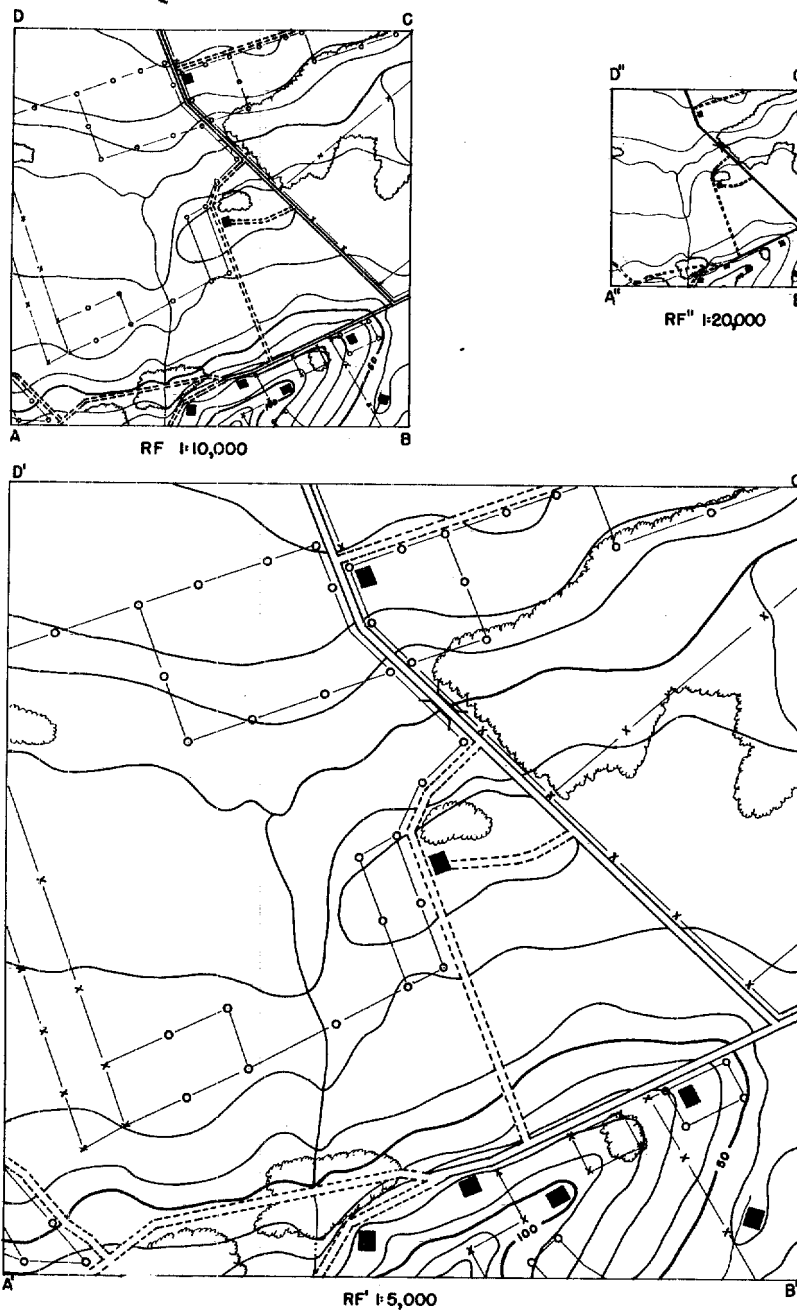 D C
A B
RF 1:10,000
D" C
A" B
RF" 1:20,000
D' C
50
100
A' B'
RF' 1:5,000